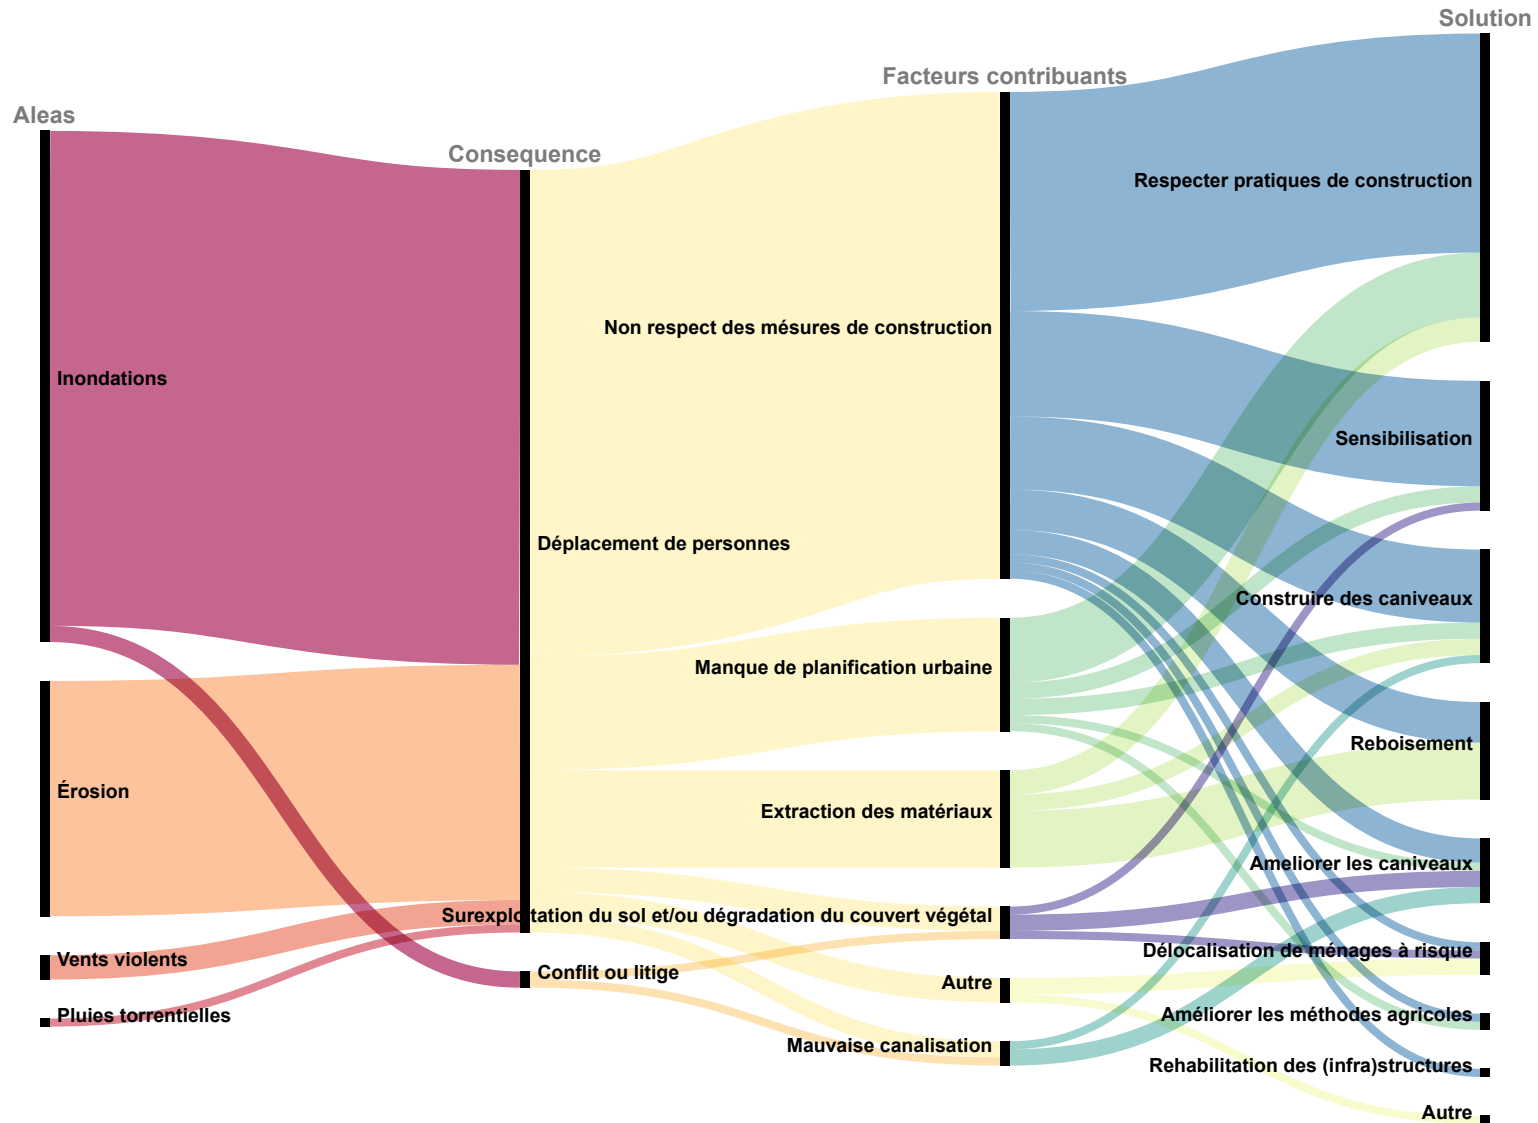 Aleas
Inondations
Érosion
Vents violents
Pluies torrentielles
Consequence
Déplacement de personnes
Conflit ou litige
Facteurs contribuants
Non respect des mésures de construction
Manque de planification urbaine
Extraction des matériaux
Surexploitation du sol et/ou dégradation du couvert végétal
Autre
Mauvaise canalisation
Solution
Respecter pratiques de construction
Sensibilisation
Construire des caniveaux
Reboisement
Ameliorer les caniveaux
Délocalisation de ménages à risque
Améliorer les méthodes agricoles
Rehabilitation des (infra)structures
Autre